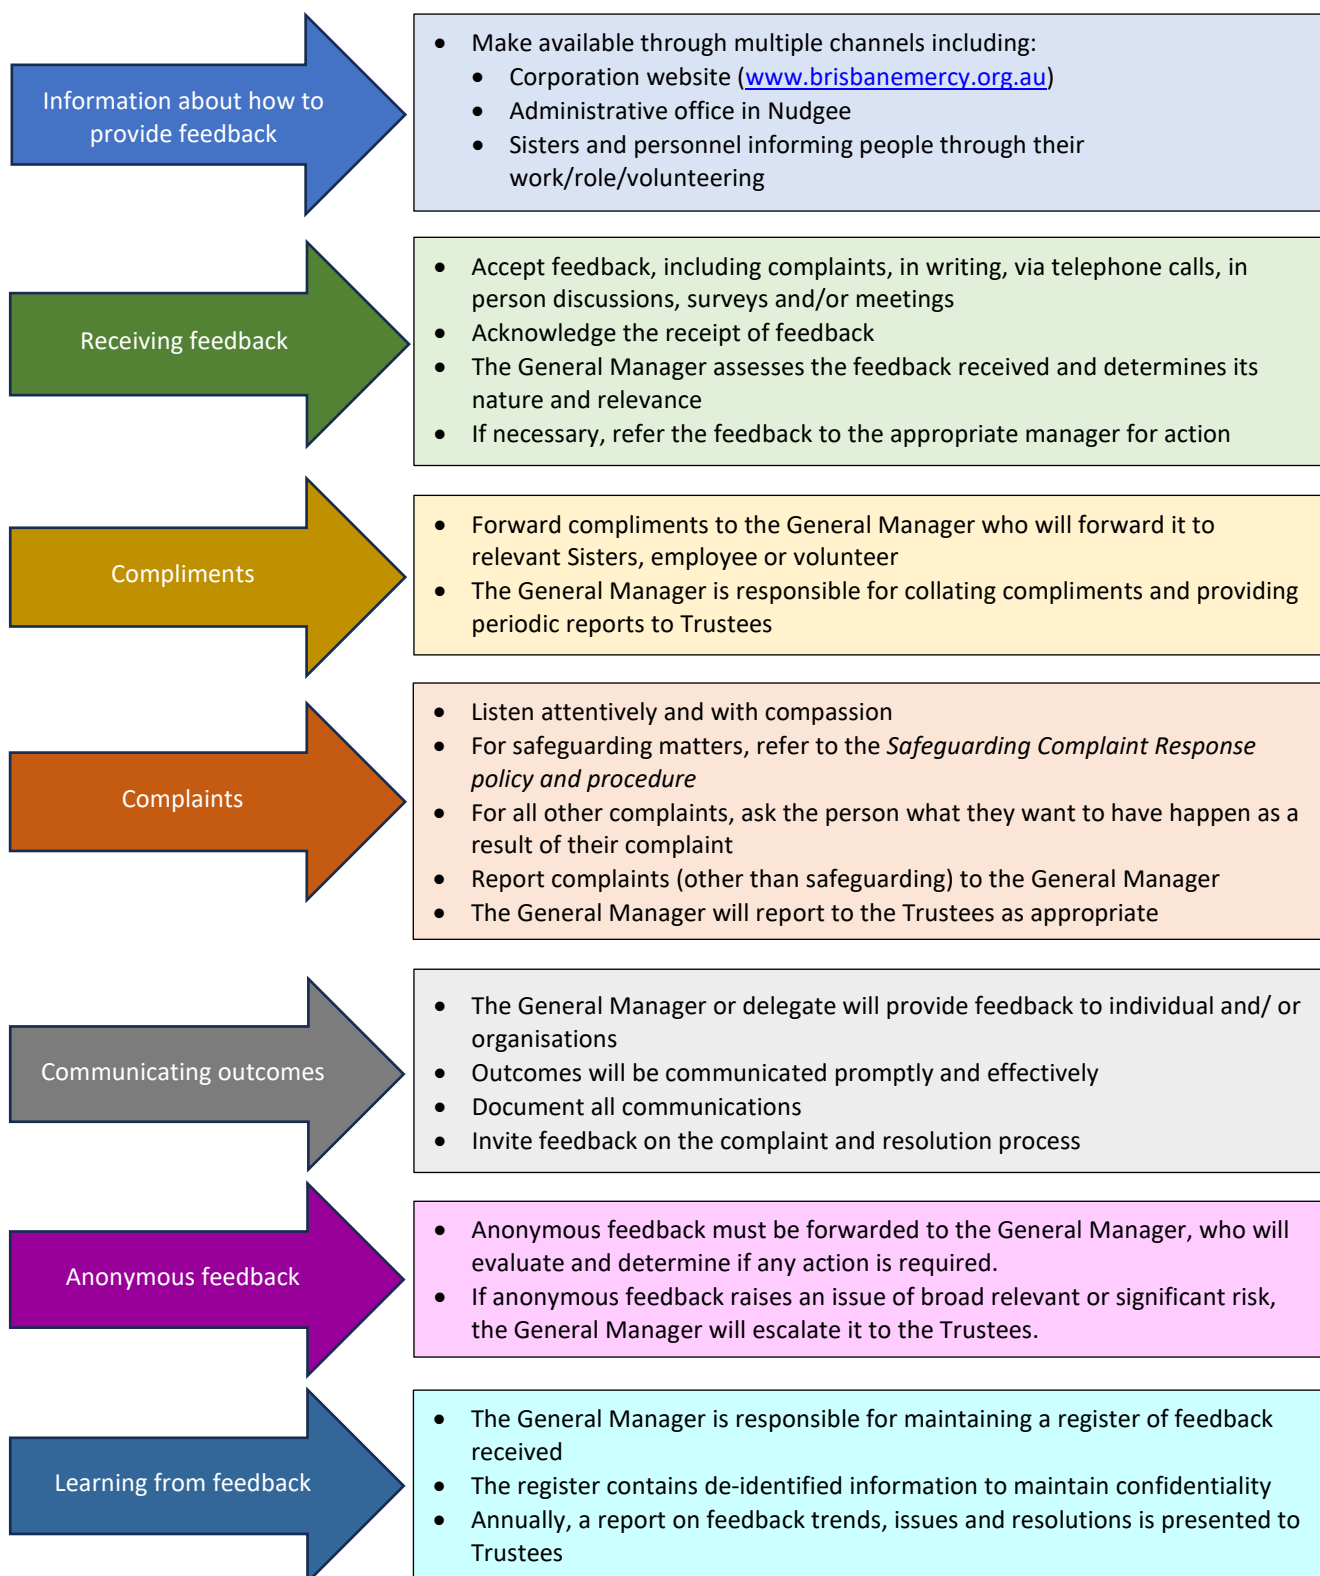 Information about how to
provide feedback
• Make available through multiple channels including:
• Corporation website (www.brisbanemercy.org.au)
• Administrative office in Nudgee
• Sisters and personnel informing people through their
work/role/volunteering
Receiving feedback
• Accept feedback, including complaints, in writing, via telephone calls, in
person discussions, surveys and/or meetings
• Acknowledge the receipt of feedback
• The General Manager assesses the feedback received and determines its
nature and relevance
• If necessary, refer the feedback to the appropriate manager for action
Compliments
• Forward compliments to the General Manager who will forward it to
relevant Sisters, employee or volunteer
• The General Manager is responsible for collating compliments and providing
periodic reports to Trustees
Complaints
• Listen attentively and with compassion
• For safeguarding matters, refer to the Safeguarding Complaint Response
policy and procedure
• For all other complaints, ask the person what they want to have happen as a
result of their complaint
• Report complaints (other than safeguarding) to the General Manager
• The General Manager will report to the Trustees as appropriate
Communicating outcomes
• The General Manager or delegate will provide feedback to individual and/ or
organisations
• Outcomes will be communicated promptly and effectively
• Document all communications
• Invite feedback on the complaint and resolution process
Anonymous feedback
• Anonymous feedback must be forwarded to the General Manager, who will
evaluate and determine if any action is required.
• If anonymous feedback raises an issue of broad relevant or significant risk,
the General Manager will escalate it to the Trustees.
Learning from feedback
• The General Manager is responsible for maintaining a register of feedback
received
• The register contains de-identified information to maintain confidentiality
• Annually, a report on feedback trends, issues and resolutions is presented to
Trustees